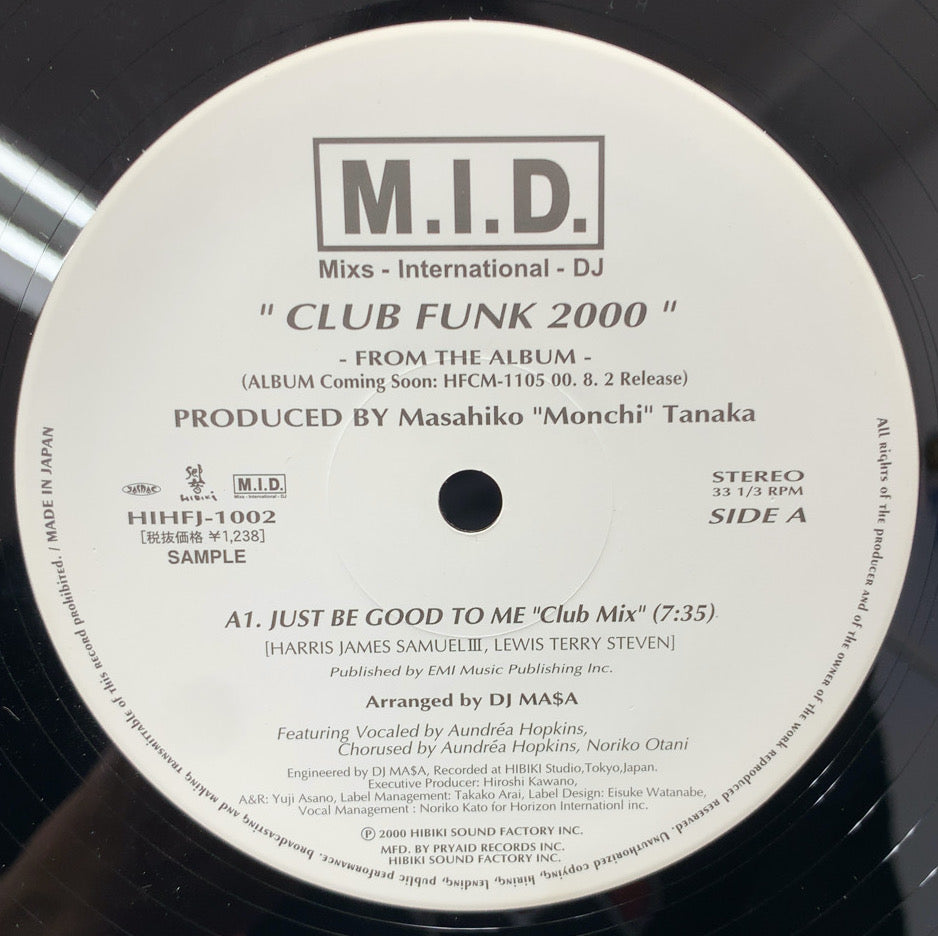 M.I.D.
Mixs - International - DJ
" CLUB FUNK 2000 "
- FROM THE ALBUM -
(ALBUM Coming Soon: HFCM-1105 00. 8. 2 Release)
PRODUCED BY Masahiko "Monchi" Tanaka
響
HIBIKI
M.I.D.
Mixs - International - DJ
HIHFJ-1002
[税抜価格 ¥1,238]
SAMPLE
STEREO
33 1/3 RPM
SIDE A
A1. JUST BE GOOD TO ME "Club Mix" (7:35)
[HARRIS JAMES SAMUELⅢ, LEWIS TERRY STEVEN]
Published by EMI Music Publishing Inc.
Arranged by DJ MA$A
Featuring Vocaled by Aundréa Hopkins,
Chorused by Aundréa Hopkins, Noriko Otani
Engineered by DJ MA$A, Recorded at HIBIKI Studio,Tokyo,Japan.
Executive Producer: Hiroshi Kawano,
A&R: Yuji Asano, Label Management: Takako Arai, Label Design: Eisuke Watanabe,
Vocal Management : Noriko Kato for Horizon Internationl inc.
Ⓟ 2000 HIBIKI SOUND FACTORY INC.
MFD. BY PRYAID RECORDS INC.
HIBIKI SOUND FACTORY INC.
All rights of the producer and of the owner of the work reproduced reserved. Unauthorized copying, hiring, lending, public performance, broadcasting and making transmittable of this record prohibited. / MADE IN JAPAN